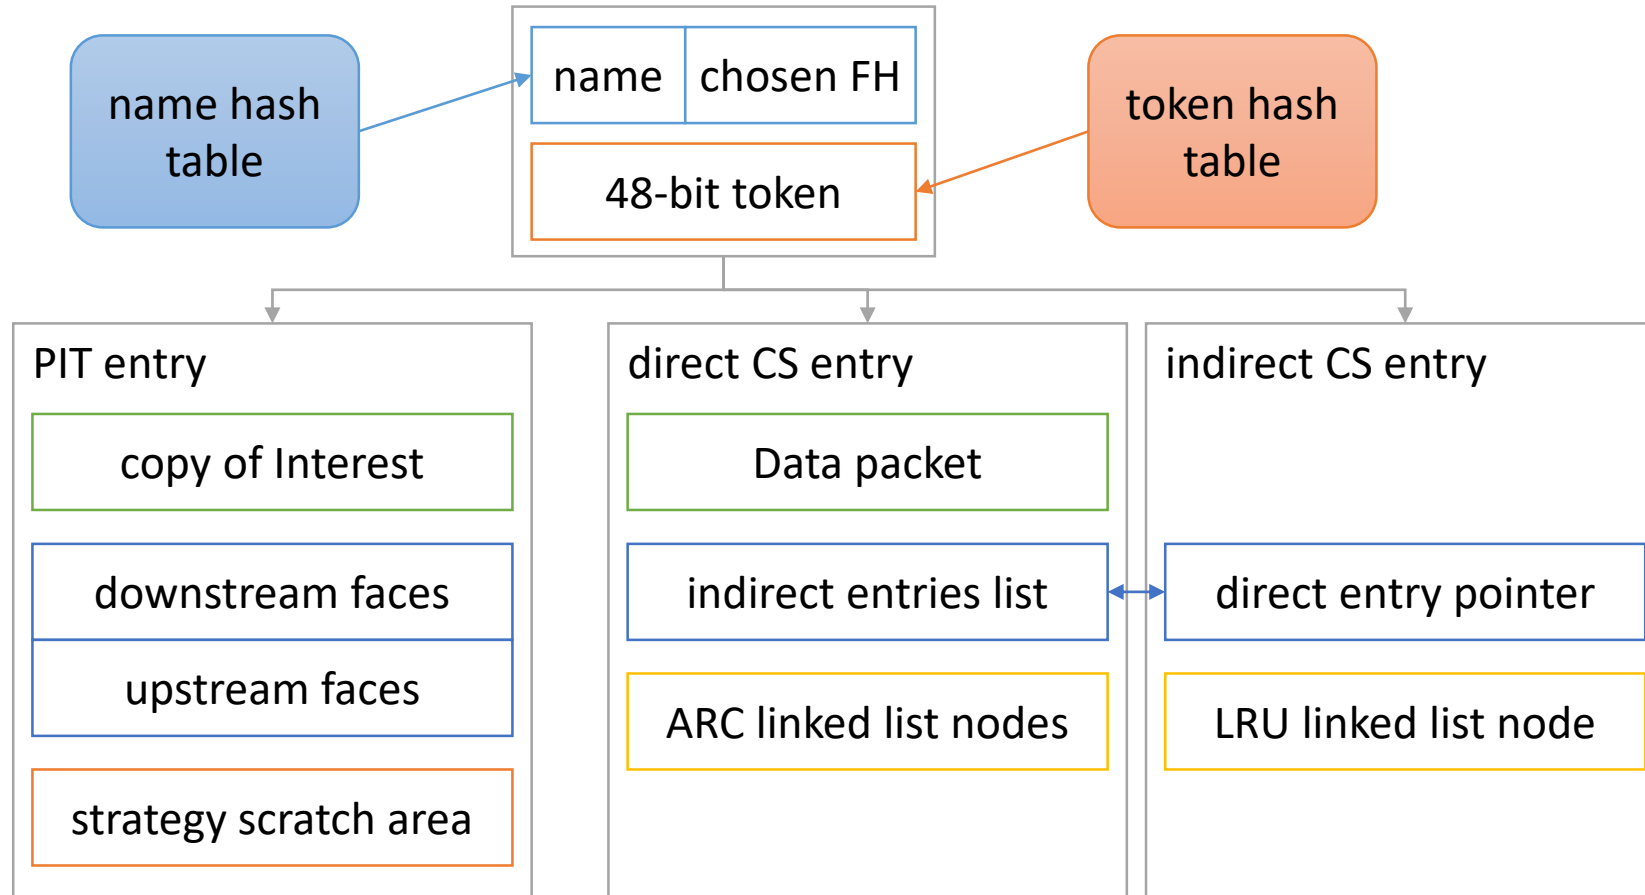 name hash
table
name
chosen FH
48-bit token
token hash
table
PIT entry
copy of Interest
downstream faces
upstream faces
strategy scratch area
direct CS entry
Data packet
indirect entries list
ARC linked list nodes
indirect CS entry
direct entry pointer
LRU linked list node